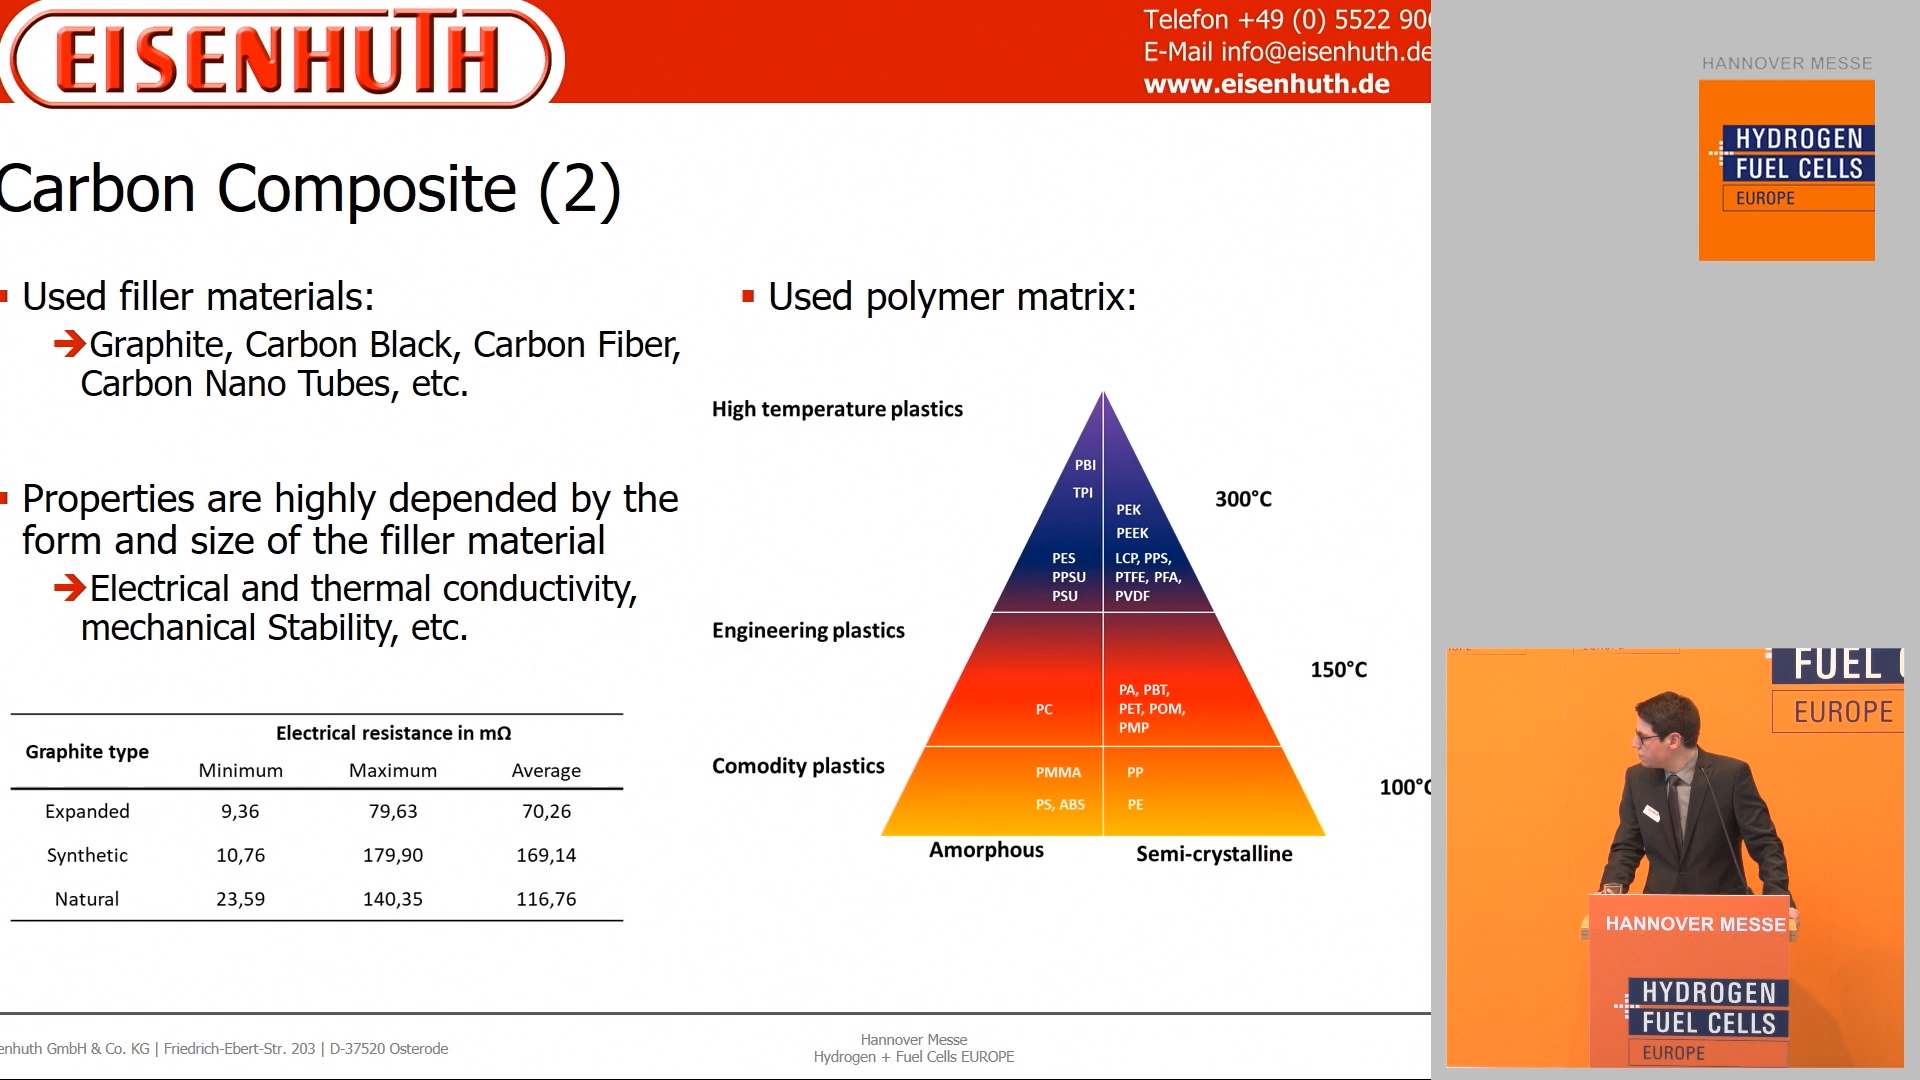 EISENHUTH
Telefon +49 (0) 5522 90
E-Mail info@eisenhuth.de
www.eisenhuth.de
Carbon Composite (2)
Used filler materials:
Graphite, Carbon Black, Carbon Fiber,
Carbon Nano Tubes, etc.
Properties are highly depended by the
form and size of the filler material
Electrical and thermal conductivity,
mechanical Stability, etc.
Graphite type
Electrical resistance in mΩ
Minimum Maximum Average
Expanded 9,36 79,63 70,26
Synthetic 10,76 179,90 169,14
Natural 23,59 140,35 116,76
Used polymer matrix:
High temperature plastics
Engineering plastics
Comodity plastics
PBI
TPI
PES
PPSU
PSU
PEK
PEEK
LCP, PPS,
PTFE, PFA,
PVDF
PC
PA, PBT,
PET, POM,
PMP
PMMA
PS, ABS
PP
PE
300°C
150°C
100°C
Amorphous
Semi-crystalline
enhuth GmbH & Co. KG | Friedrich-Ebert-Str. 203 | D-37520 Osterode
Hannover Messe
Hydrogen + Fuel Cells EUROPE
HANNOVER MESSE
HYDROGEN
FUEL CELLS
EUROPE
FUEL
EUROPE
HANNOVER MESSE
HYDROGEN
FUEL CELLS
EUROPE